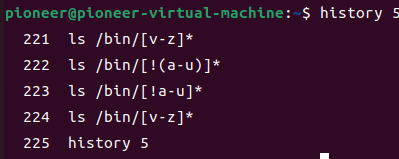 pioneer@pioneer-virtual-machine:~$ history 5
221 ls /bin/[v-z]*
222 ls /bin/[!(a-u)]*
223 ls /bin/[!a-u]*
224 ls /bin/[v-z]*
225 history 5